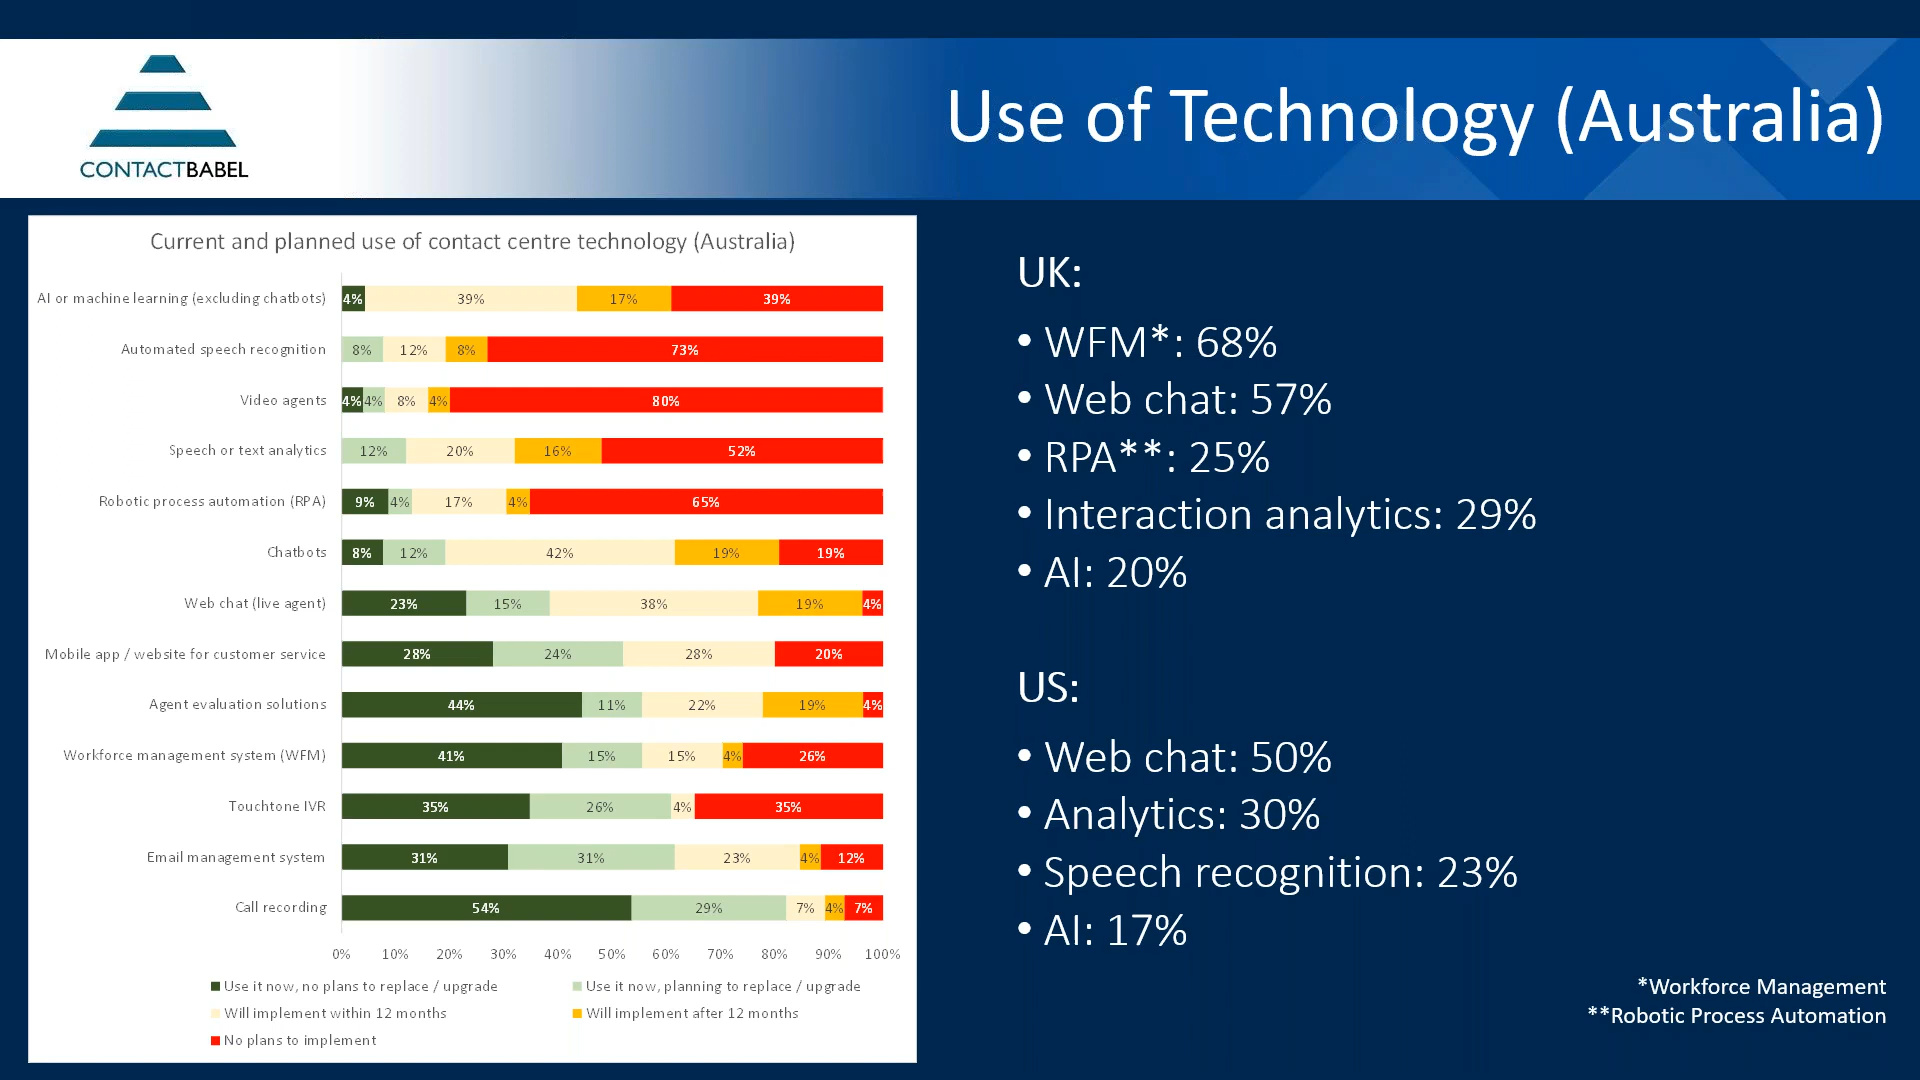 CONTACTBABEL
Use of Technology (Australia)
Current and planned use of contact centre technology (Australia)
AI or machine learning (excluding chatbots) 4% 39% 17% 39%
Automated speech recognition 8% 12% 8% 73%
Video agents 4% 4% 8% 4% 80%
Speech or text analytics 12% 20% 16% 52%
Robotic process automation (RPA) 9% 4% 17% 4% 65%
Chatbots 8% 12% 42% 19% 19%
Web chat (live agent) 23% 15% 38% 19% 4%
Mobile app / website for customer service 28% 24% 28% 20%
Agent evaluation solutions 44% 11% 22% 19% 4%
Workforce management system (WFM) 41% 15% 15% 4% 26%
Touchtone IVR 35% 26% 4% 35%
Email management system 31% 31% 23% 4% 12%
Call recording 54% 29% 7% 4% 7%
0% 10% 20% 30% 40% 50% 60% 70% 80% 90% 100%
Use it now, no plans to replace / upgrade
Use it now, planning to replace / upgrade
Will implement within 12 months
Will implement after 12 months
No plans to implement
UK:
• WFM*: 68%
• Web chat: 57%
• RPA**: 25%
• Interaction analytics: 29%
• AI: 20%
US:
• Web chat: 50%
• Analytics: 30%
• Speech recognition: 23%
• AI: 17%
*Workforce Management
**Robotic Process Automation